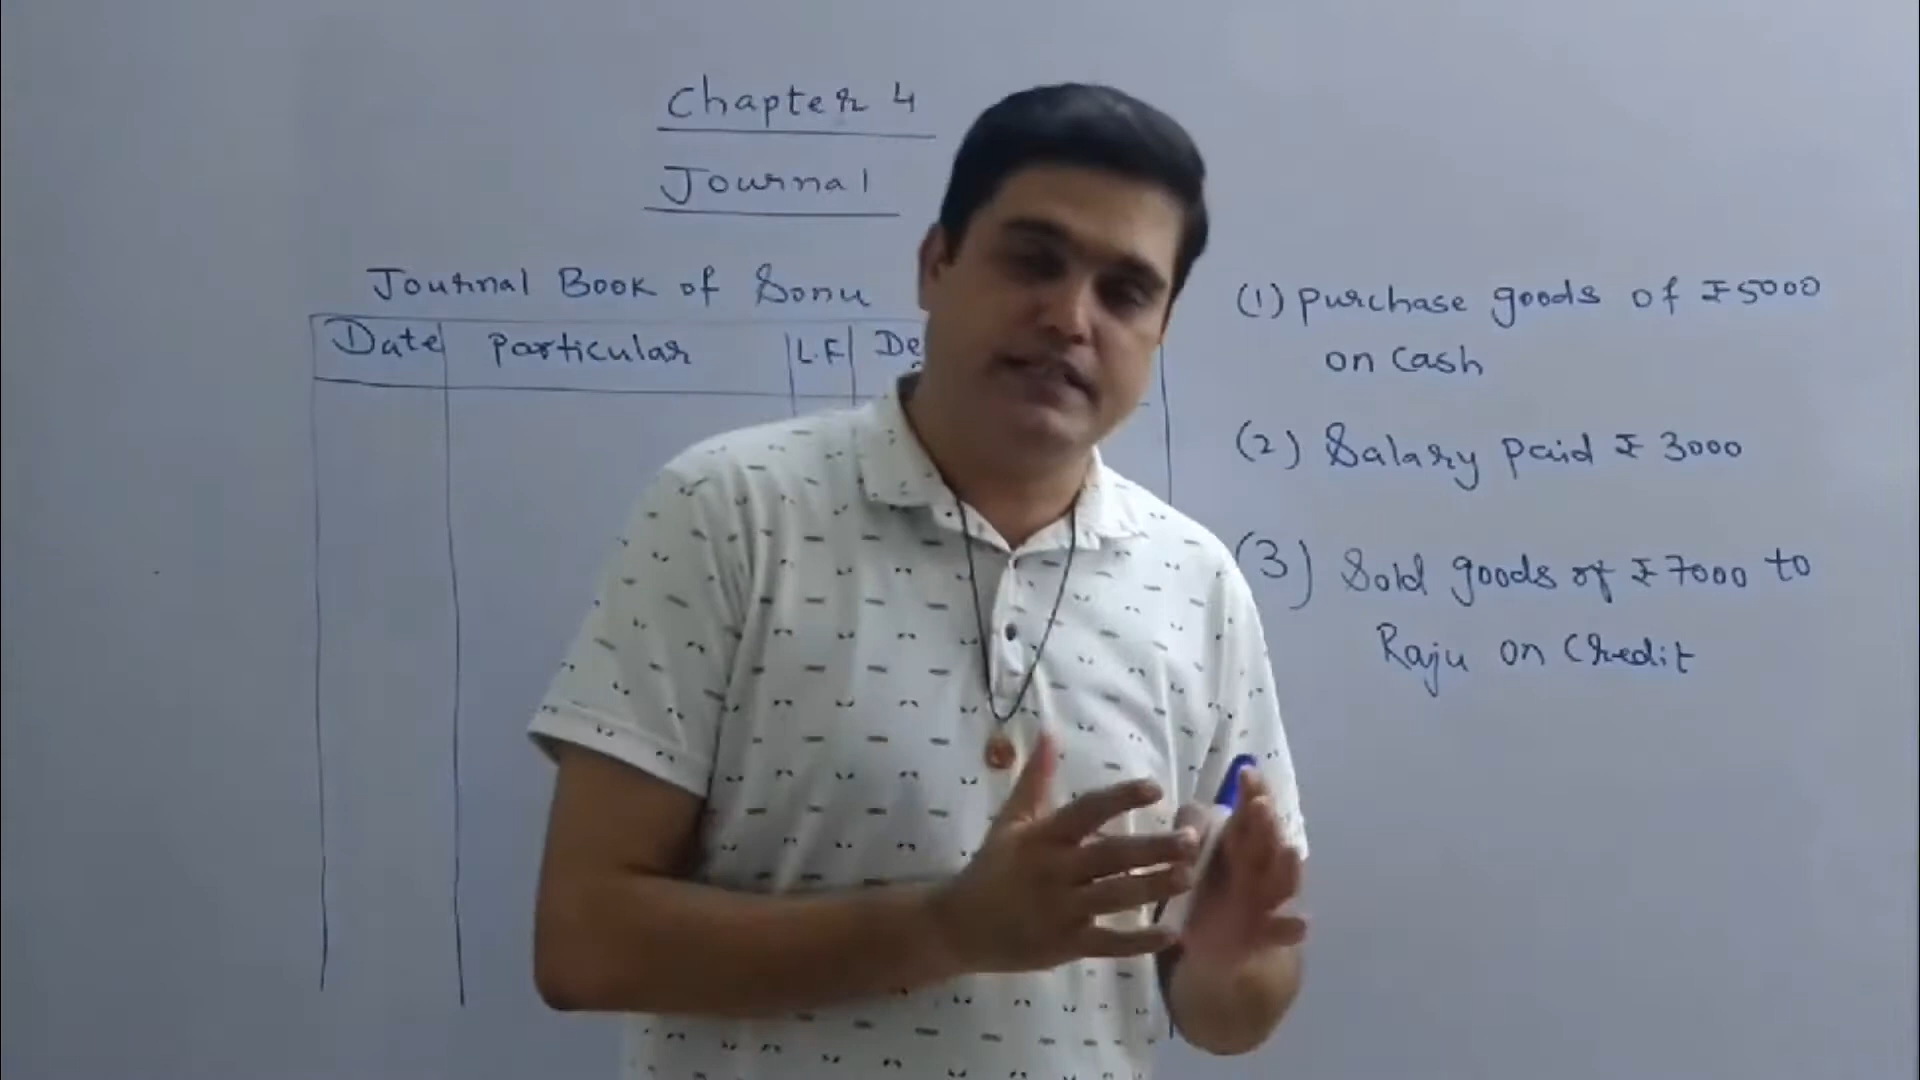 Chapter 4
Journal
Journal Book of Sonu
Date Particular L.F De
(1) Purchase goods of ₹5000
on Cash
(2) Salary paid ₹ 3000
(3) Sold goods of ₹7000 to
Raju on Credit